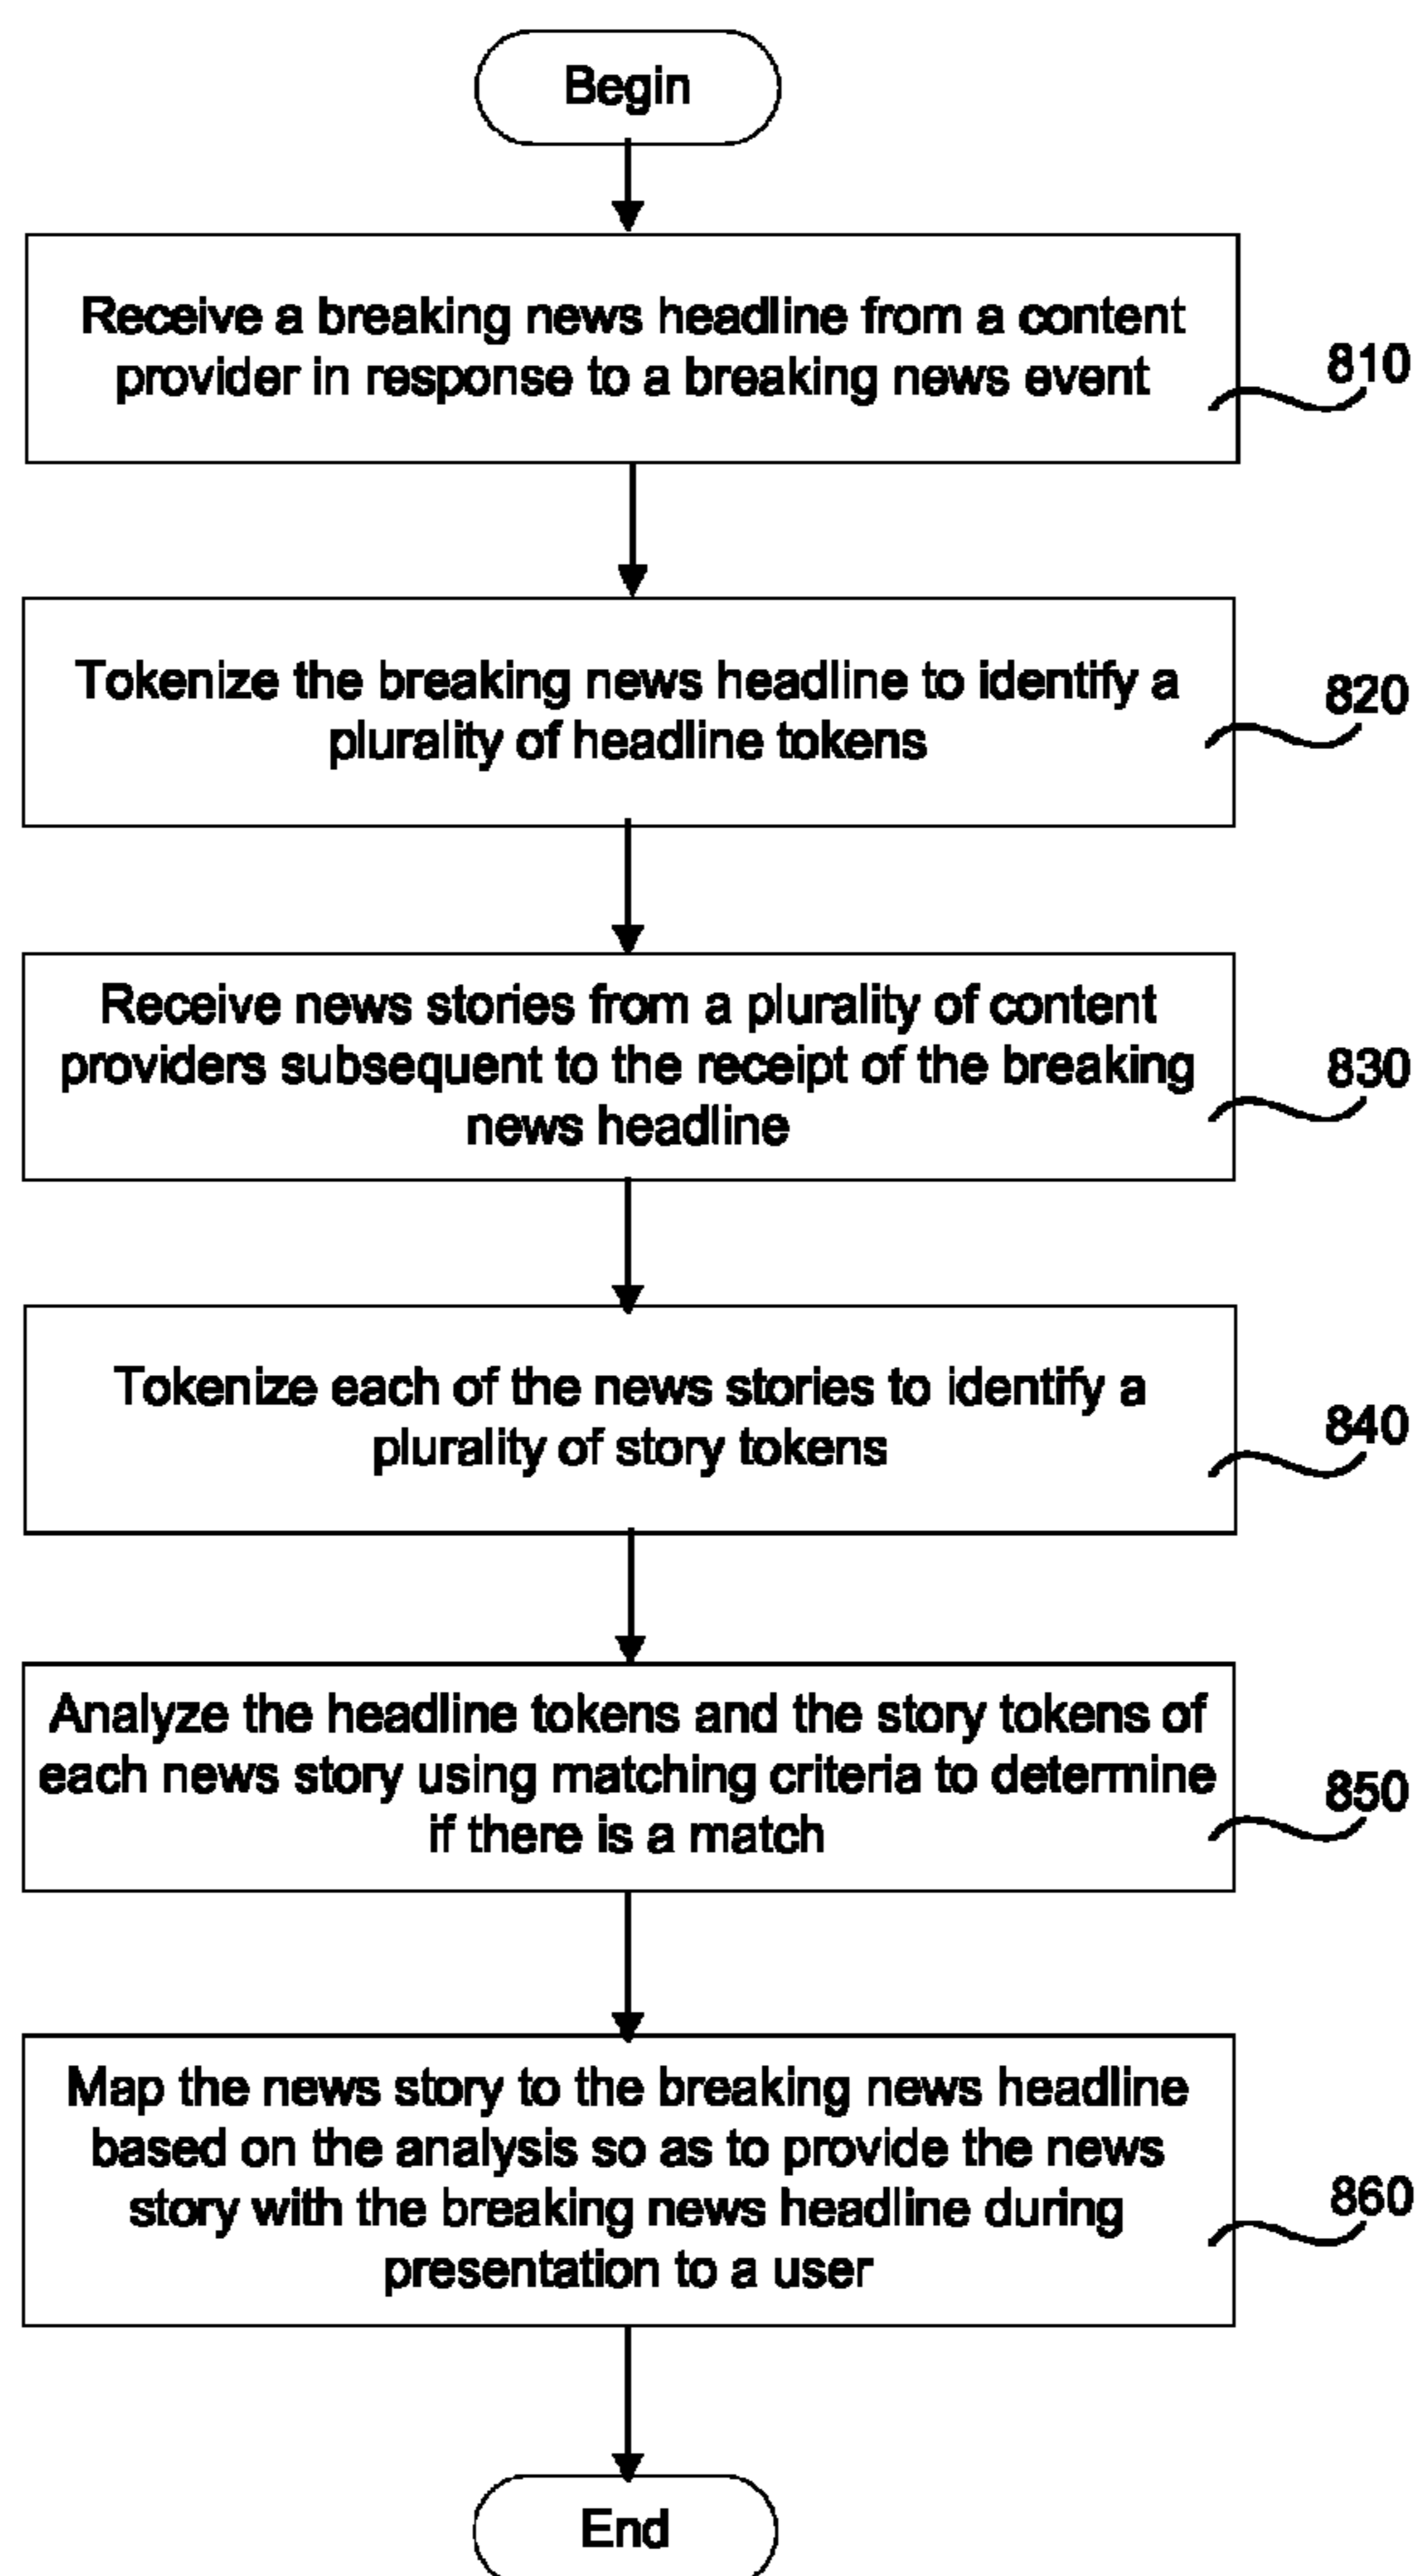 Begin
Receive a breaking news headline from a content
provider in response to a breaking news event
810
Tokenize the breaking news headline to identify a
plurality of headline tokens
820
Receive news stories from a plurality of content
providers subsequent to the receipt of the breaking
news headline
830
Tokenize each of the news stories to identify a
plurality of story tokens
840
Analyze the headline tokens and the story tokens of
each news story using matching criteria to determine
if there is a match
850
Map the news story to the breaking news headline
based on the analysis so as to provide the news
story with the breaking news headline during
presentation to a user
860
End